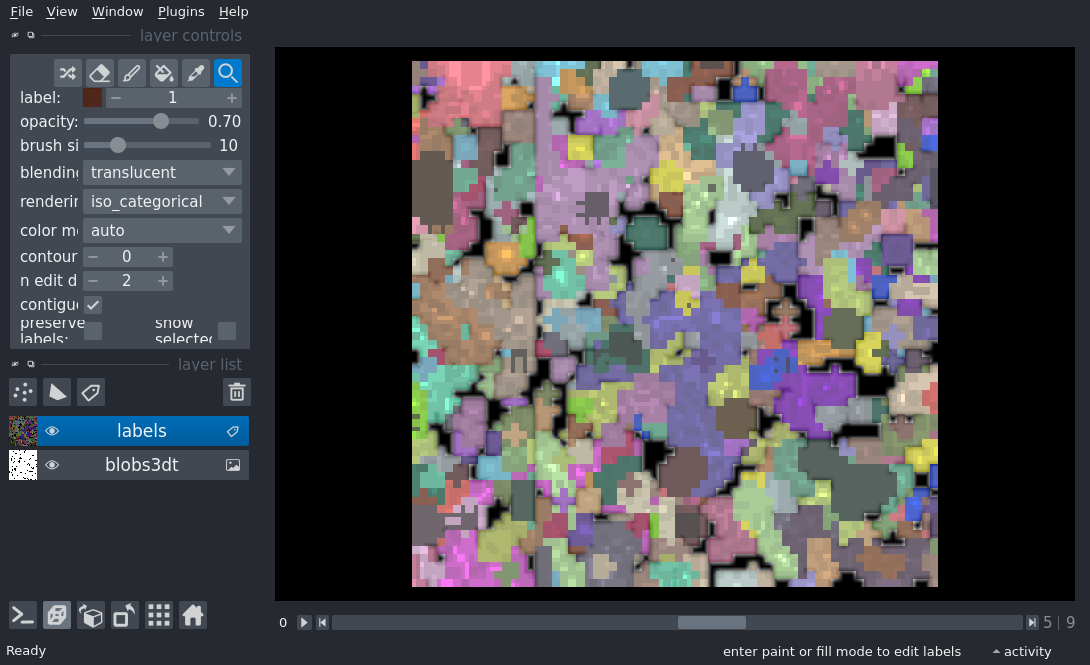 File View Window Plugins Help
layer controls
label: − 1 +
opacity: 0.70
brush si 10
blending translucent
renderir iso_categorical
color m auto
contour − 0 +
n edit d − 2 +
contigu
preserve show
labels: selected
layer list
labels
blobs3dt
0 5 | 9
Ready enter paint or fill mode to edit labels activity